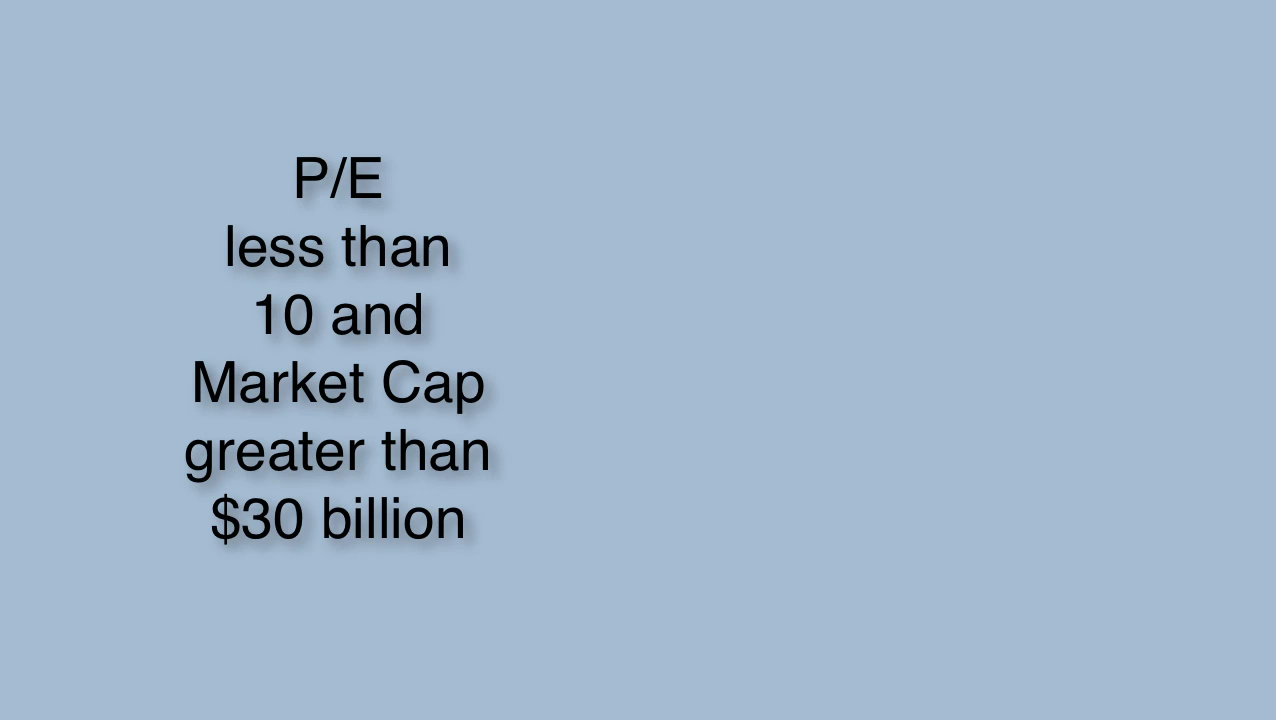 P/E
less than
10 and
Market Cap
greater than
$30 billion